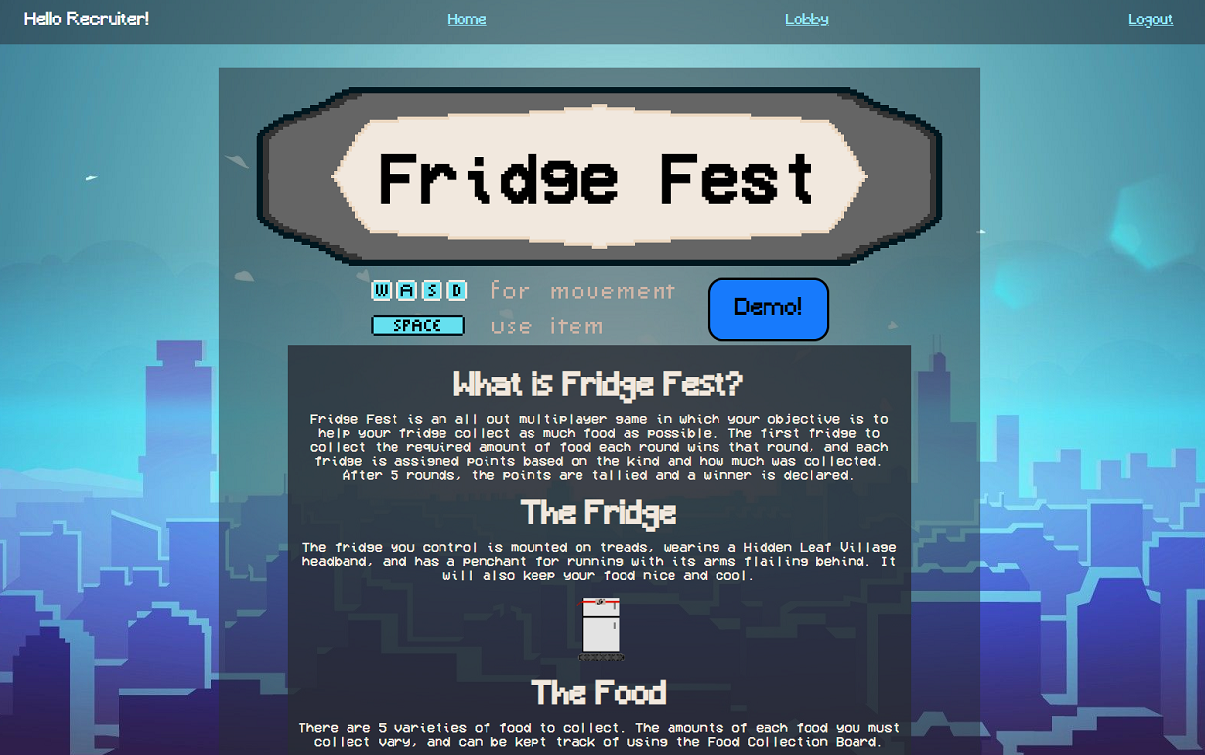 Hello Recruiter! Home Lobby Logout
Fridge Fest
W A S D for movement
SPACE use item
Demo!
What is Fridge Fest?
Fridge Fest is an all out multiplayer game in which your objective is to
help your fridge collect as much food as possible. The first fridge to
collect the required amount of food each round wins that round, and each
fridge is assigned points based on the kind and how much was collected.
After 5 rounds, the points are tallied and a winner is declared.
The Fridge
The fridge you control is mounted on treads, wearing a Hidden Leaf Village
headband, and has a penchant for running with its arms flailing behind. It
will also keep your food nice and cool.
The Food
There are 5 varieties of food to collect. The amounts of each food you must
collect vary, and can be kept track of using the Food Collection Board.